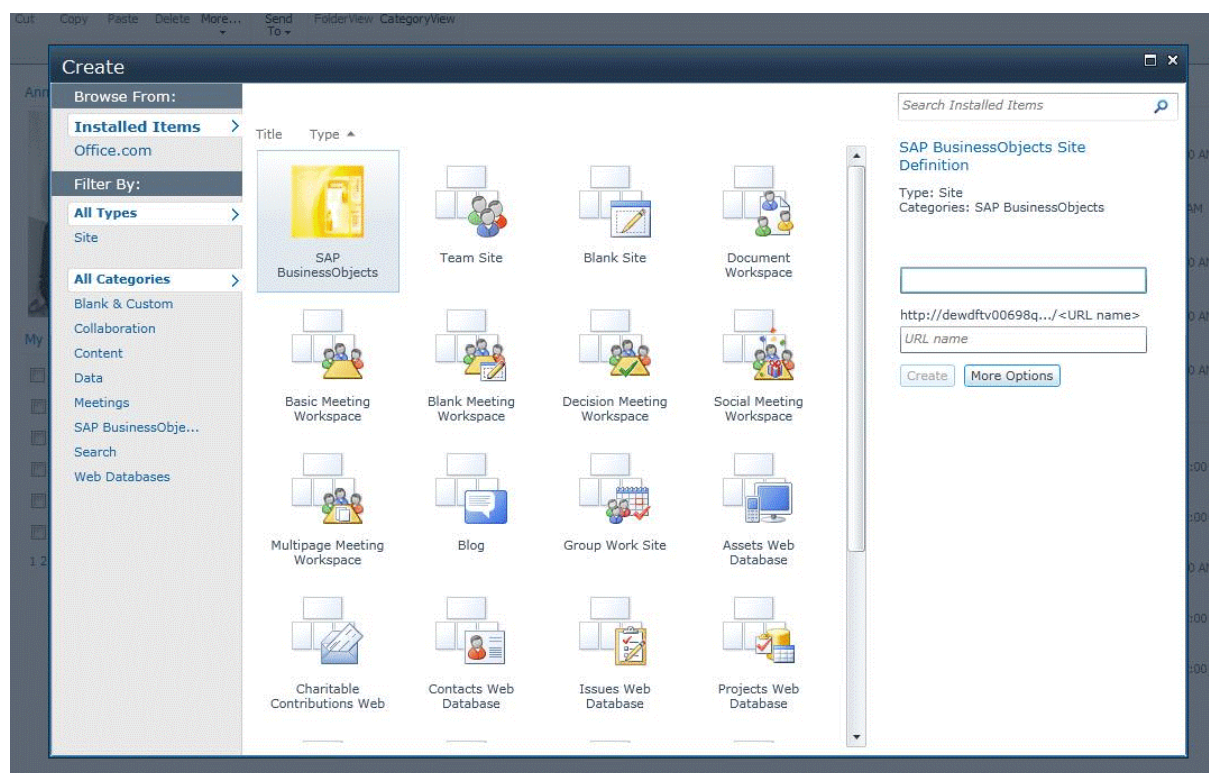 Cut Copy Paste Delete More... Send To FolderView CategoryView
Create
Browse From:
Installed Items
Office.com
Filter By:
All Types
Site
All Categories
Blank & Custom
Collaboration
Content
Data
Meetings
SAP BusinessObje...
Search
Web Databases
Title Type
SAP
BusinessObjects
Team Site
Blank Site
Document
Workspace
Basic Meeting
Workspace
Blank Meeting
Workspace
Decision Meeting
Workspace
Social Meeting
Workspace
Multipage Meeting
Workspace
Blog
Group Work Site
Assets Web
Database
Charitable
Contributions Web
Contacts Web
Database
Issues Web
Database
Projects Web
Database
Search Installed Items
SAP BusinessObjects Site
Definition
Type: Site
Categories: SAP BusinessObjects
http://dewdftv00698q.../<URL name>
URL name
Create More Options
My
1 2